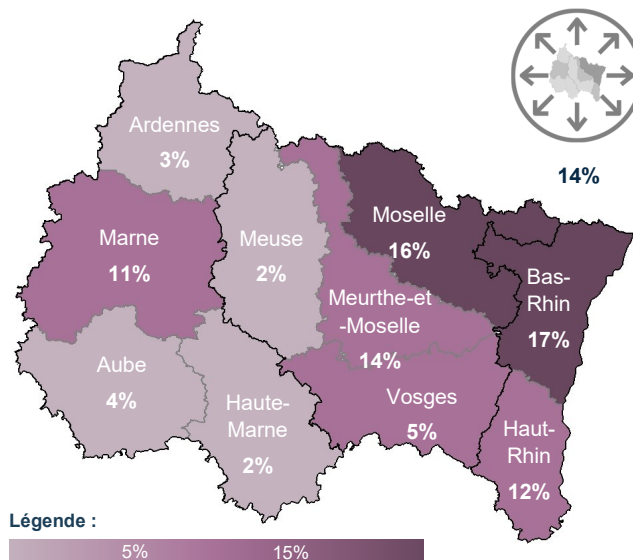 Ardennes
3%
14%
Marne
11%
Meuse
2%
Moselle
16%
Meurthe-et
-Moselle
14%
Bas-
Rhin
17%
Aube
4%
Haute-
Marne
2%
Vosges
5%
Haut-
Rhin
12%
Légende :
5%
15%